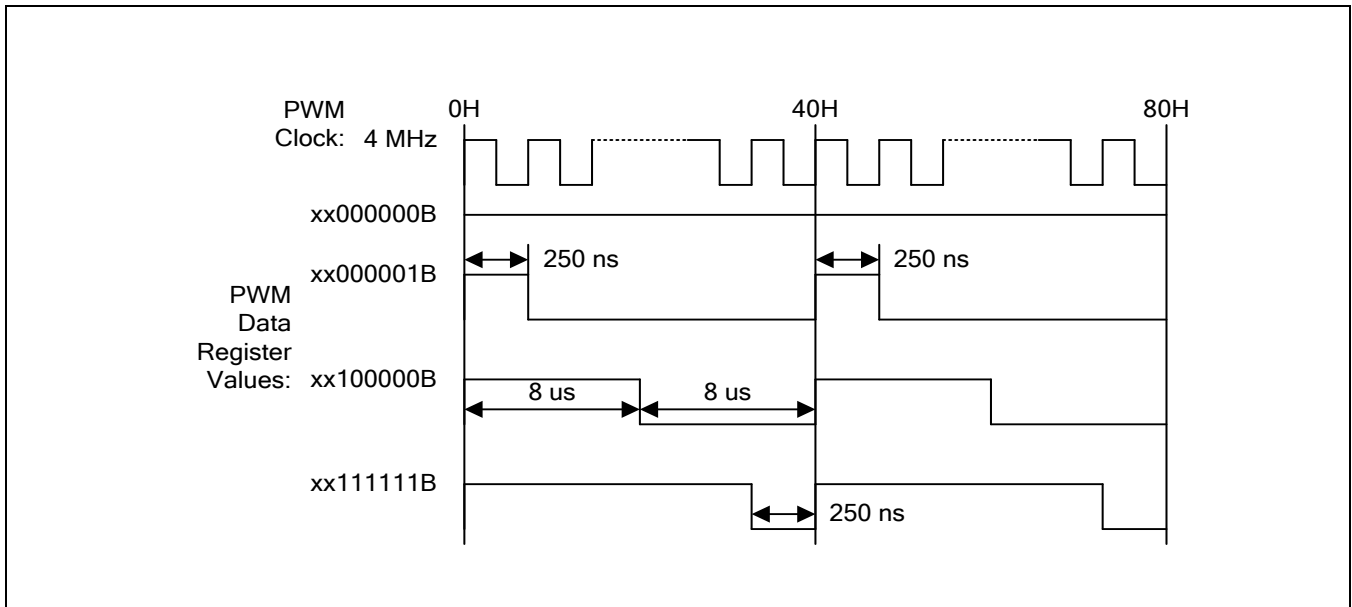 PWM
Clock: 4 MHz
0H
40H
80H
xx000000B
xx000001B
250 ns
250 ns
PWM
Data
Register
Values:
xx100000B
8 us
8 us
xx111111B
250 ns